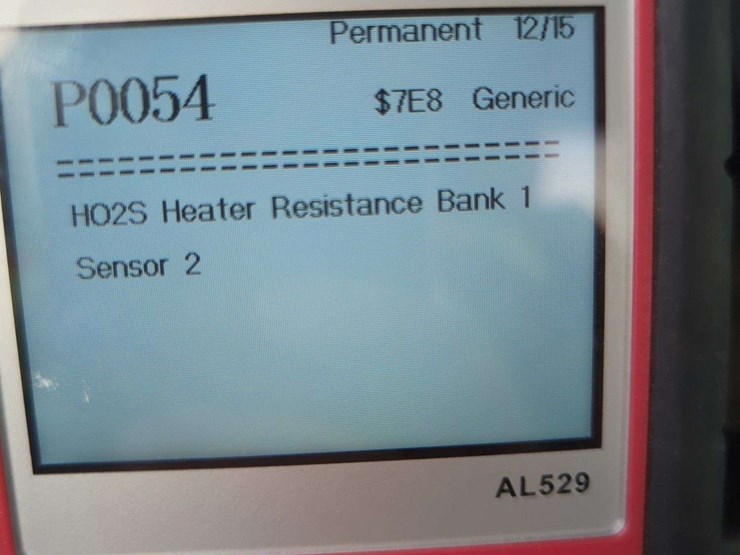 Permanent 12/15
P0054 $7E8 Generic
==========================
HO2S Heater Resistance Bank 1
Sensor 2
AL529